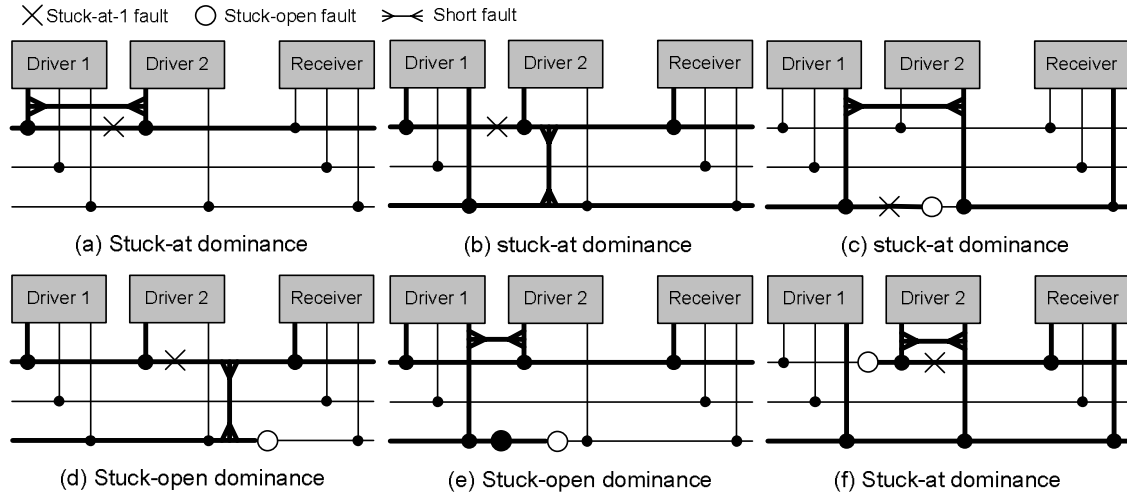 Stuck-at-1 fault Stuck-open fault Short fault
Driver 1 Driver 2 Receiver Driver 1 Driver 2 Receiver Driver 1 Driver 2 Receiver
(a) Stuck-at dominance (b) stuck-at dominance (c) stuck-at dominance
Driver 1 Driver 2 Receiver Driver 1 Driver 2 Receiver Driver 1 Driver 2 Receiver
(d) Stuck-open dominance (e) Stuck-open dominance (f) Stuck-at dominance